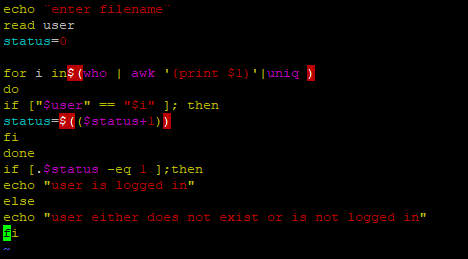 echo "enter filename"
read user
status=0
for i in$(who | awk '{print $1}'|uniq )
do
if ["$user" == "$i" ]; then
status=$(($status+1))
fi
done
if [.$status -eq 1 ];then
echo "user is logged in"
else
echo "user either does not exist or is not logged in"
fi
~